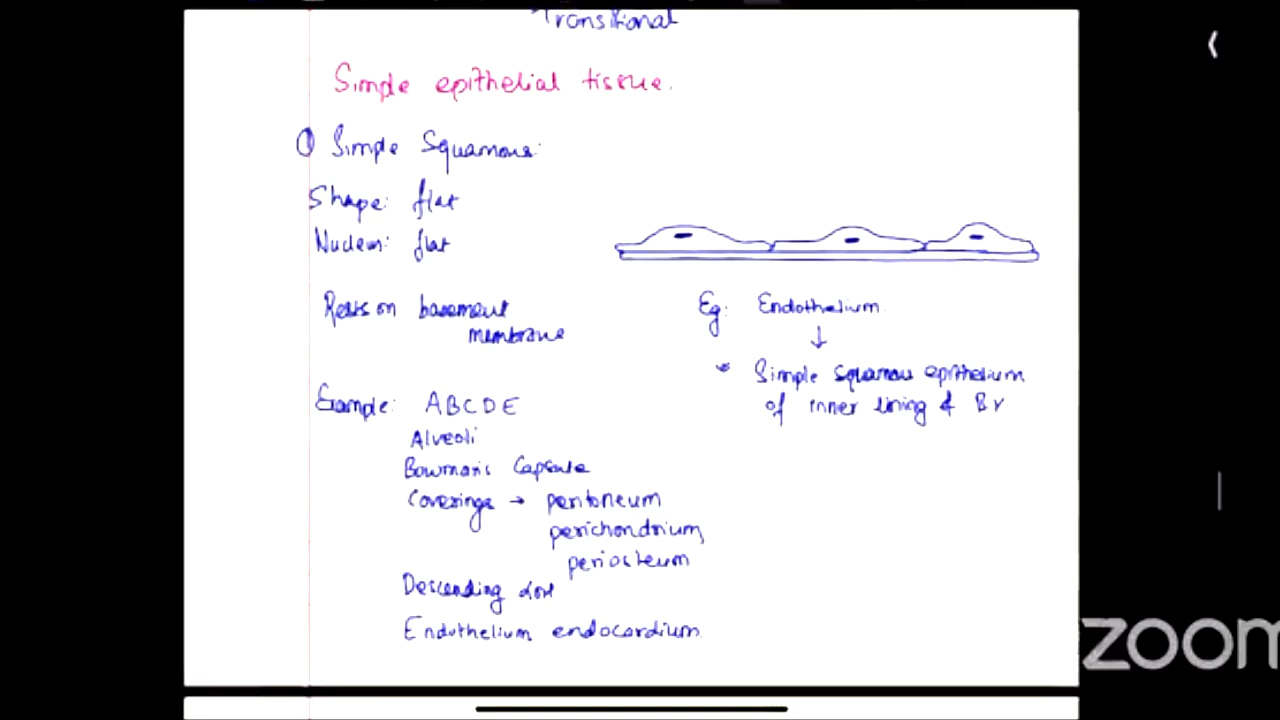 Transitional
Simple epithelial tissue.
① Simple Squamous:
Shape: flat
Nucleus: flat
Rests on basement
membrane
Eg: Endothelium
↓
* Simple squamous epithelium
of inner lining of BV
Example: ABCDE
Alveoli
Bowman's Capsule
Coverings → peritoneum
perichondrium
periosteum
Descending LOH
Endothelium endocardium
zoom